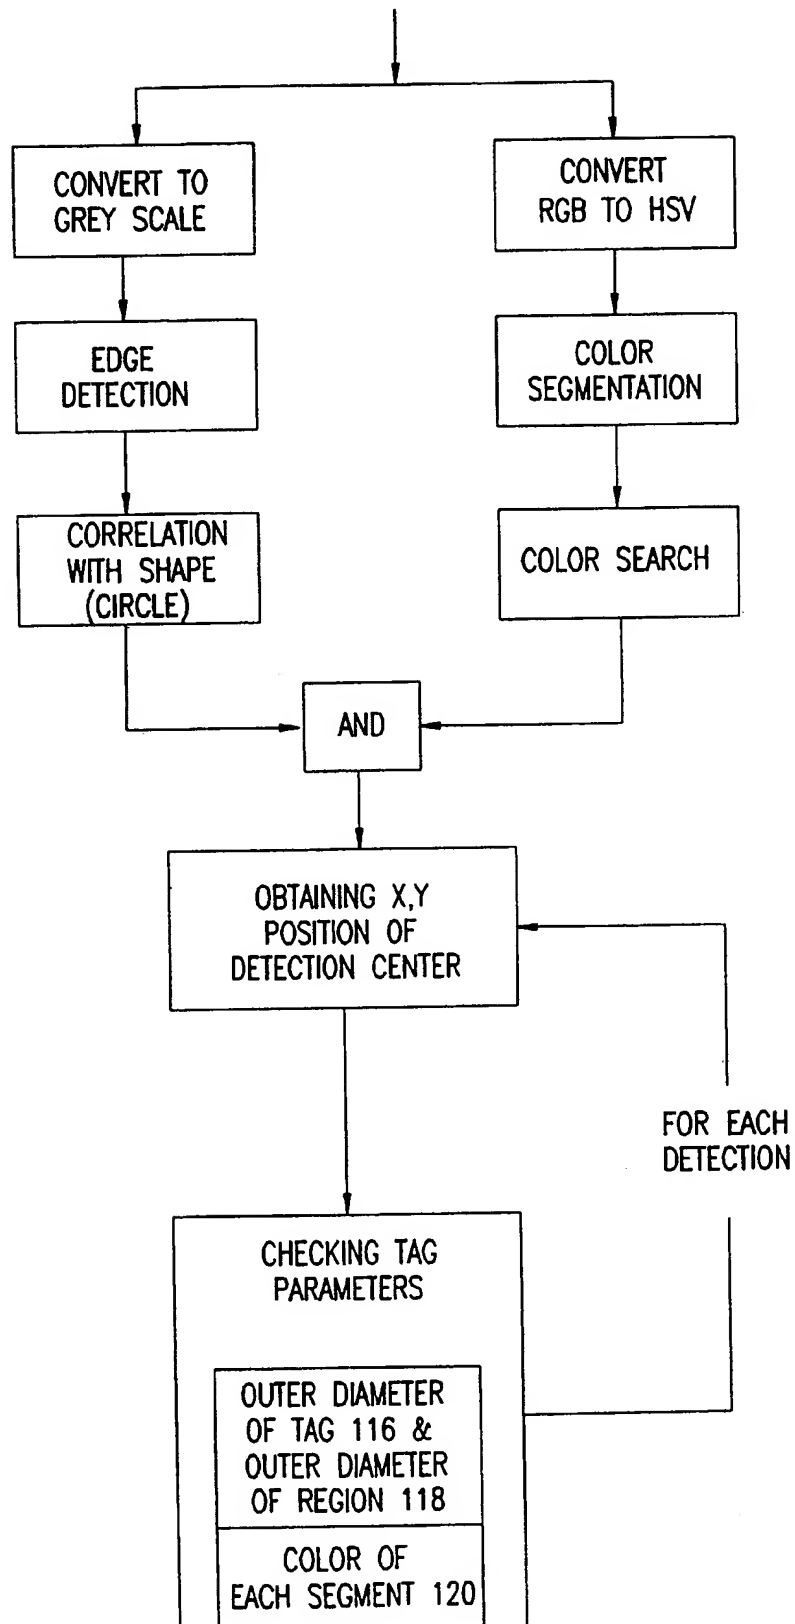 CONVERT TO
GREY SCALE
CONVERT
RGB TO HSV
EDGE
DETECTION
COLOR
SEGMENTATION
CORRELATION
WITH SHAPE
(CIRCLE)
COLOR SEARCH
AND
OBTAINING X,Y
POSITION OF
DETECTION CENTER
FOR EACH
DETECTION
CHECKING TAG
PARAMETERS
OUTER DIAMETER
OF TAG 116 &
OUTER DIAMETER
OF REGION 118
COLOR OF
EACH SEGMENT 120